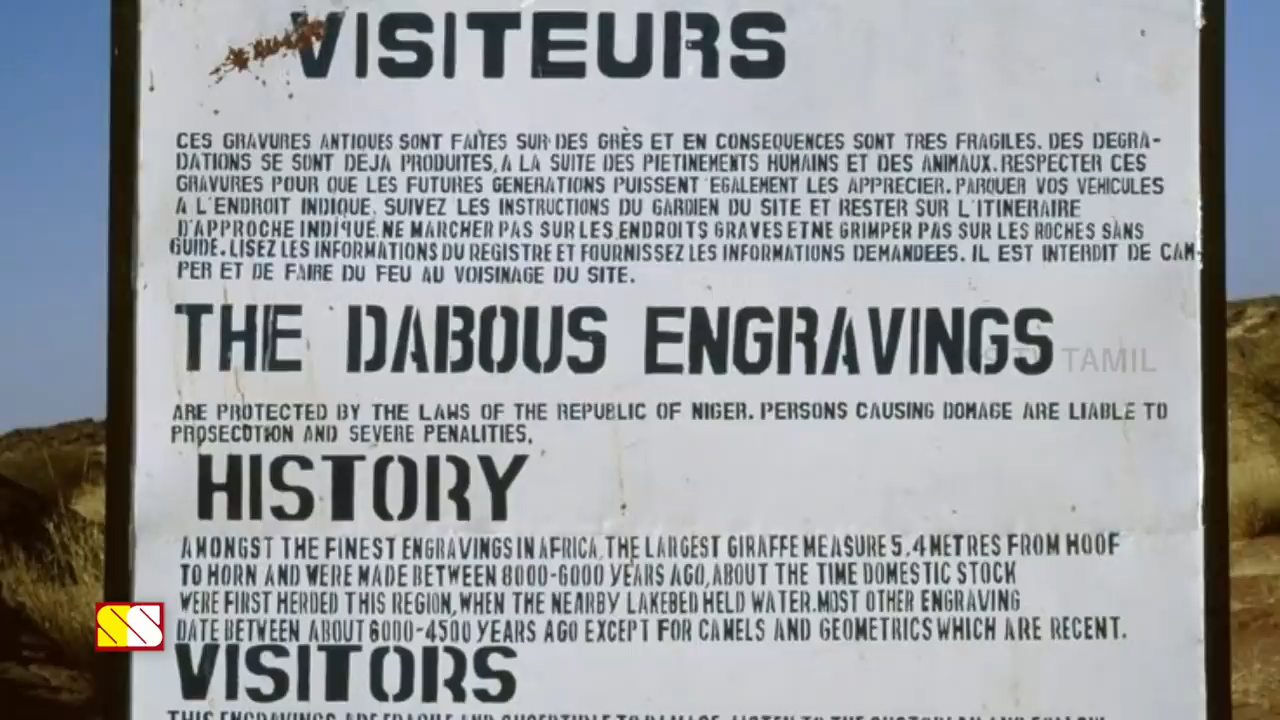 VISITEURS
CES GRAVURES ANTIQUES SONT FAITES SUR DES GRÈS ET EN CONSEQUENCES SONT TRES FRAGILES. DES DEGRA-
DATIONS SE SONT DEJA PRODUITES, A LA SUITE DES PIETINEMENTS HUMAINS ET DES ANIMAUX. RESPECTER CES
GRAVURES POUR QUE LES FUTURES GENERATIONS PUISSENT EGALEMENT LES APPRECIER. PARQUER VOS VEHICULES
A L'ENDROIT INDIQUE. SUIVEZ LES INSTRUCTIONS DU GARDIEN DU SITE ET RESTER SUR L'ITINERAIRE
D'APPROCHE INDIQUE. NE MARCHER PAS SUR LES ENDROITS GRAVES ET NE GRIMPER PAS SUR LES ROCHES SANS
GUIDE. LISEZ LES INFORMATIONS DU REGISTRE ET FOURNISSEZ LES INFORMATIONS DEMANDEES. IL EST INTERDIT DE CAM-
PER ET DE FAIRE DU FEU AU VOISINAGE DU SITE.
THE DABOUS ENGRAVINGS
TAMIL
ARE PROTECTED BY THE LAWS OF THE REPUBLIC OF NIGER. PERSONS CAUSING DOMAGE ARE LIABLE TO
PROSECUTION AND SEVERE PENALITIES.
HISTORY
AMONGST THE FINEST ENGRAVINGS IN AFRICA, THE LARGEST GIRAFFE MEASURE 5.4 METRES FROM HOOF
TO HORN AND WERE MADE BETWEEN 8000-6000 YEARS AGO, ABOUT THE TIME DOMESTIC STOCK
WERE FIRST HERDED THIS REGION, WHEN THE NEARBY LAKEBED HELD WATER. MOST OTHER ENGRAVING
DATE BETWEEN ABOUT 6000-4500 YEARS AGO EXCEPT FOR CAMELS AND GEOMETRICS WHICH ARE RECENT.
VISITORS